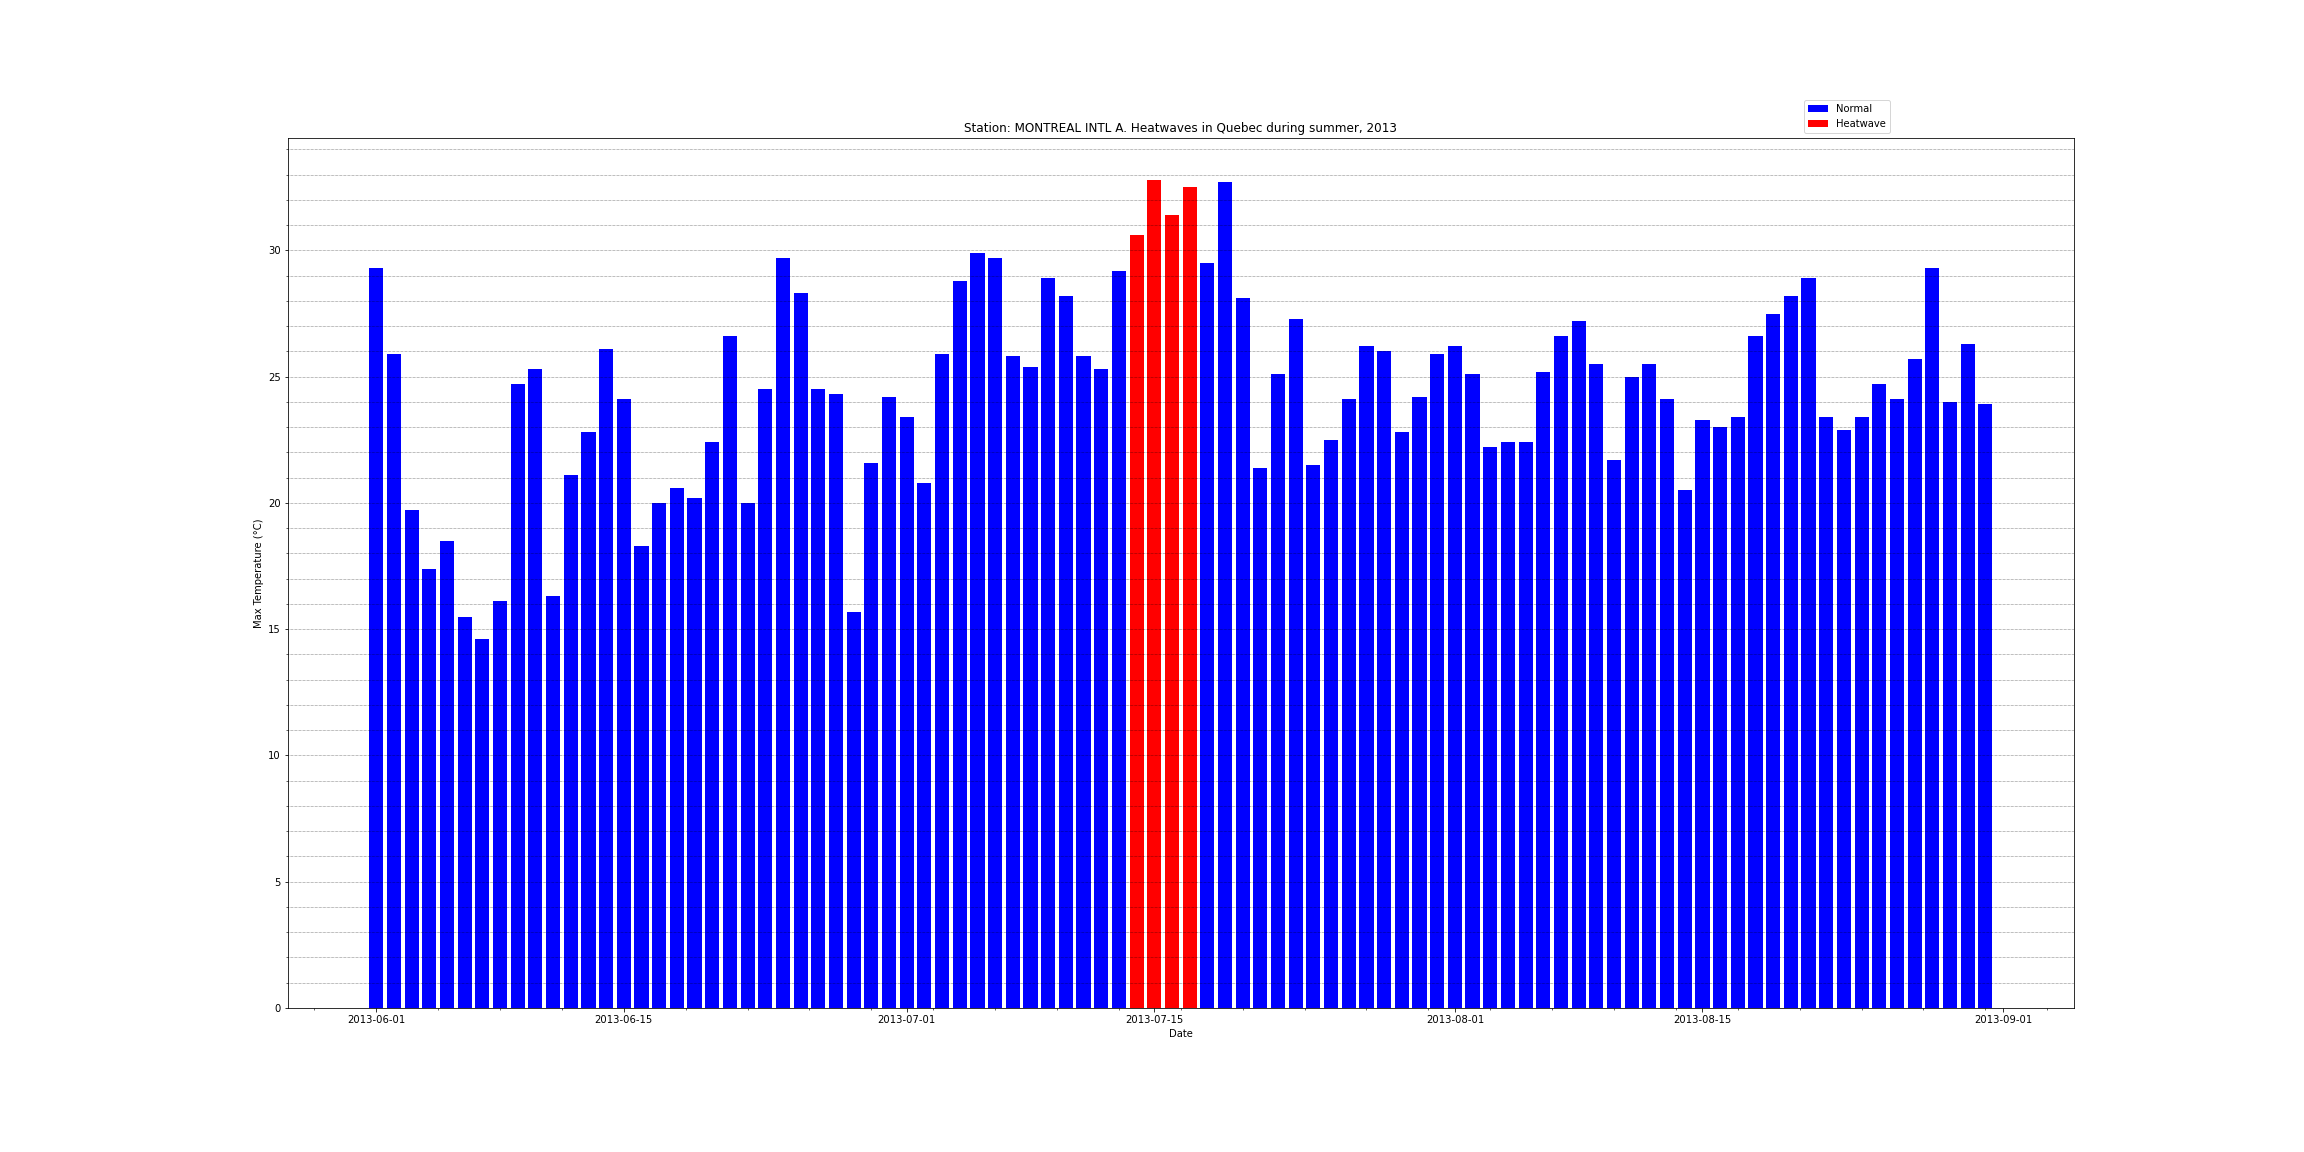 Normal
Heatwave
Station: MONTREAL INTL A. Heatwaves in Quebec during summer, 2013
30
25
20
15
10
5
0
Max Temperature (°C)
2013-06-01 2013-06-15 2013-07-01 2013-07-15 2013-08-01 2013-08-15 2013-09-01
Date